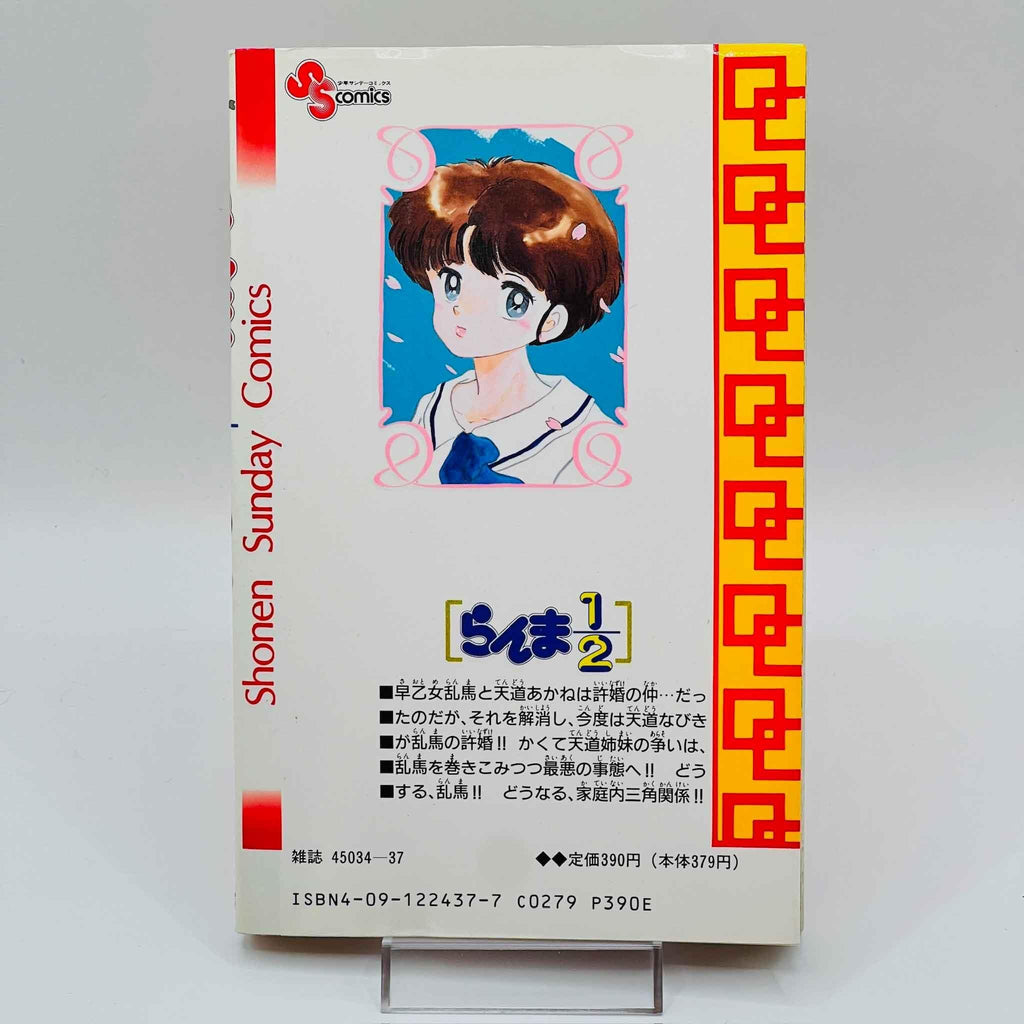 少年サンデーコミックス
SS comics
Shonen Sunday Comics
[らんま1/2]
■早乙女乱馬と天道あかねは許婚の仲…だっ
■たのだが、それを解消し、今度は天道なびき
■が乱馬の許婚!! かくて天道姉妹の争いは、
■乱馬を巻きこみつつ最悪の事態へ!! どう
■する、乱馬!! どうなる、家庭内三角関係!!
雑誌 45034―37
◆◆定価390円(本体379円)
ISBN4-09-122437-7 C0279 P390E